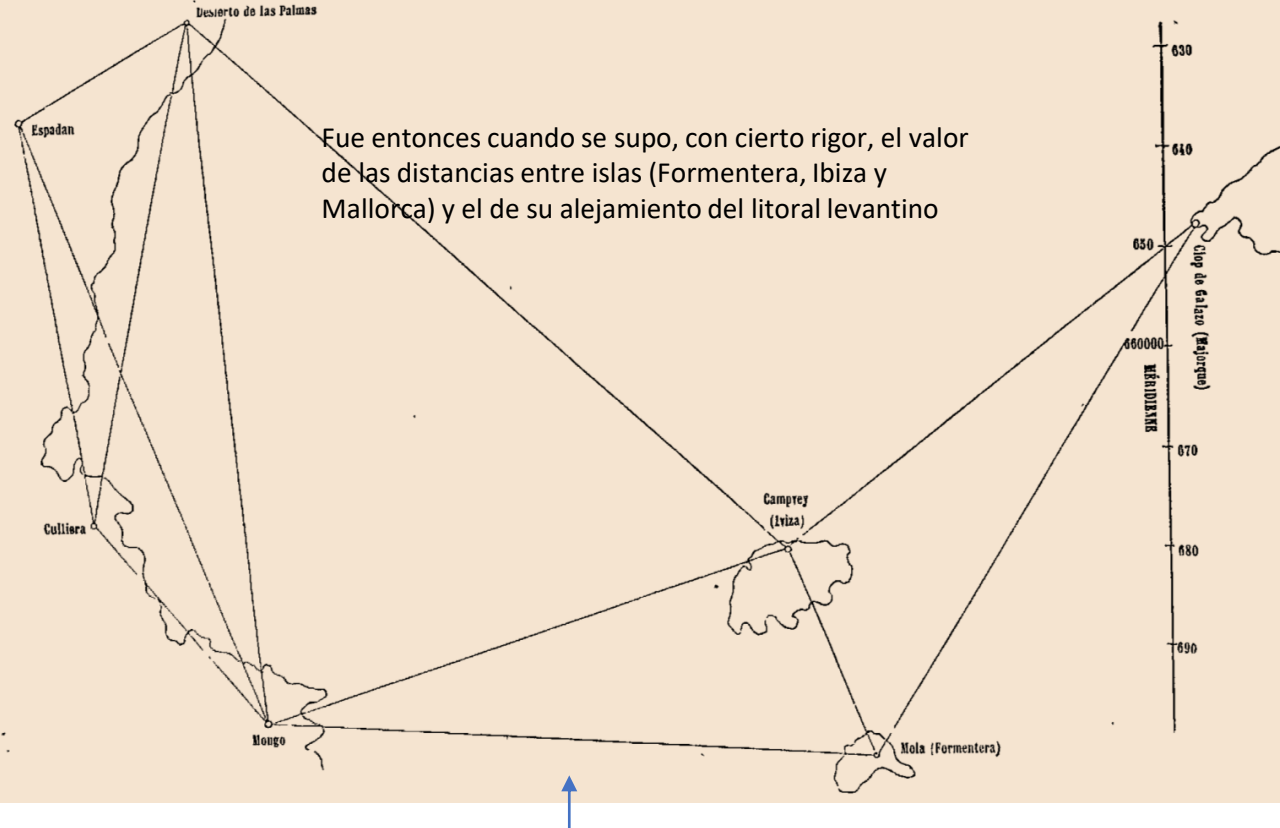 Desierto de las Palmas
630
Espadan
Fue entonces cuando se supo, con cierto rigor, el valor
de las distancias entre islas (Formentera, Ibiza y
Mallorca) y el de su alejamiento del litoral levantino
640
650
Clop de Galazo (Majorque)
660000
MÉRIDIENNE
670
Camprey
(Iviza)
Culliera
680
690
Mongo
Mola (Formentera)